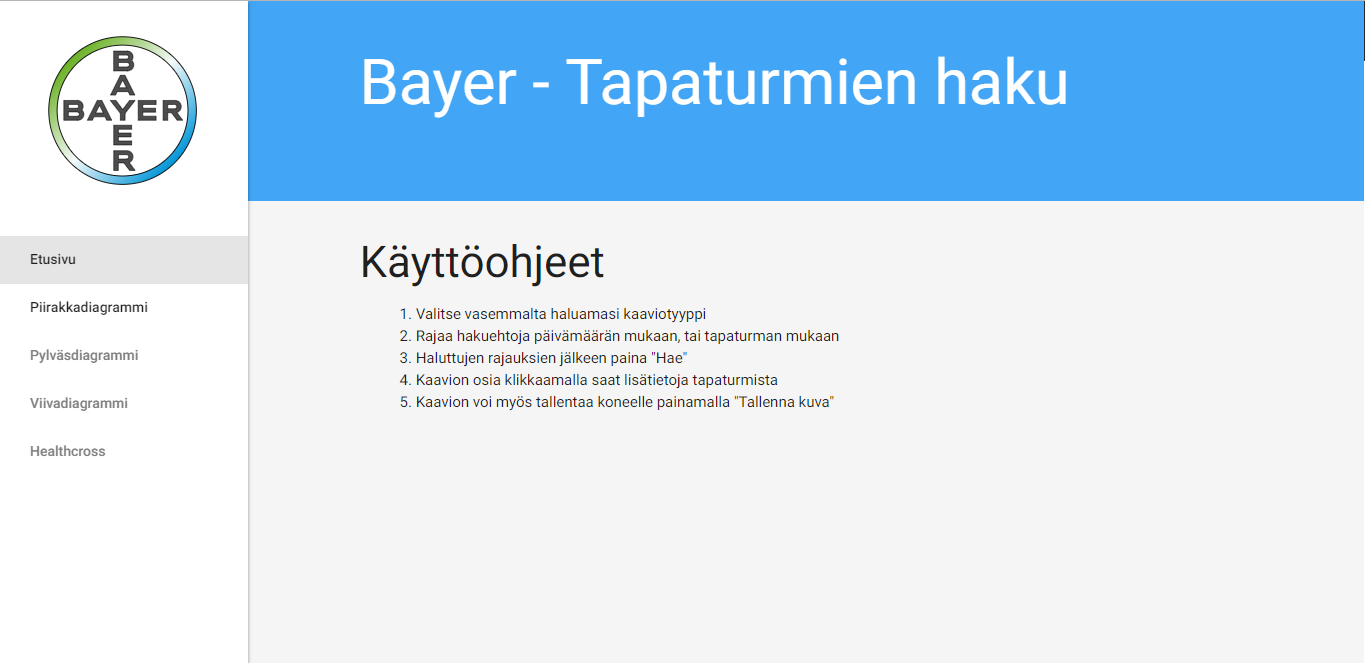 BAYER
BAYER
Etusivu
Piirakkadiagrammi
Pylväsdiagrammi
Viivadiagrammi
Healthcross
Bayer - Tapaturmien haku
Käyttöohjeet
1. Valitse vasemmalta haluamasi kaaviotyyppi
2. Rajaa hakuehtoja päivämäärän mukaan, tai tapaturman mukaan
3. Haluttujen rajauksien jälkeen paina "Hae"
4. Kaavion osia klikkaamalla saat lisätietoja tapaturmista
5. Kaavion voi myös tallentaa koneelle painamalla "Tallenna kuva"